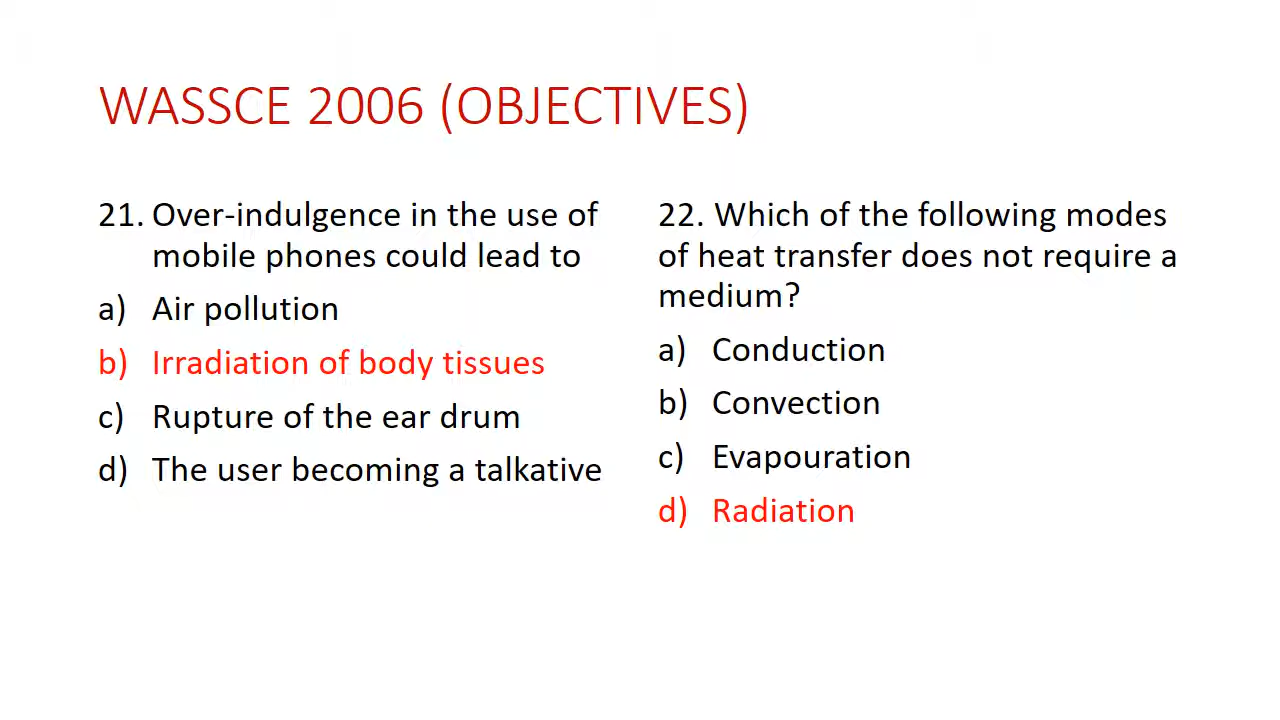 WASSCE 2006 (OBJECTIVES)
21. Over-indulgence in the use of
mobile phones could lead to
a) Air pollution
b) Irradiation of body tissues
c) Rupture of the ear drum
d) The user becoming a talkative
22. Which of the following modes
of heat transfer does not require a
medium?
a) Conduction
b) Convection
c) Evapouration
d) Radiation